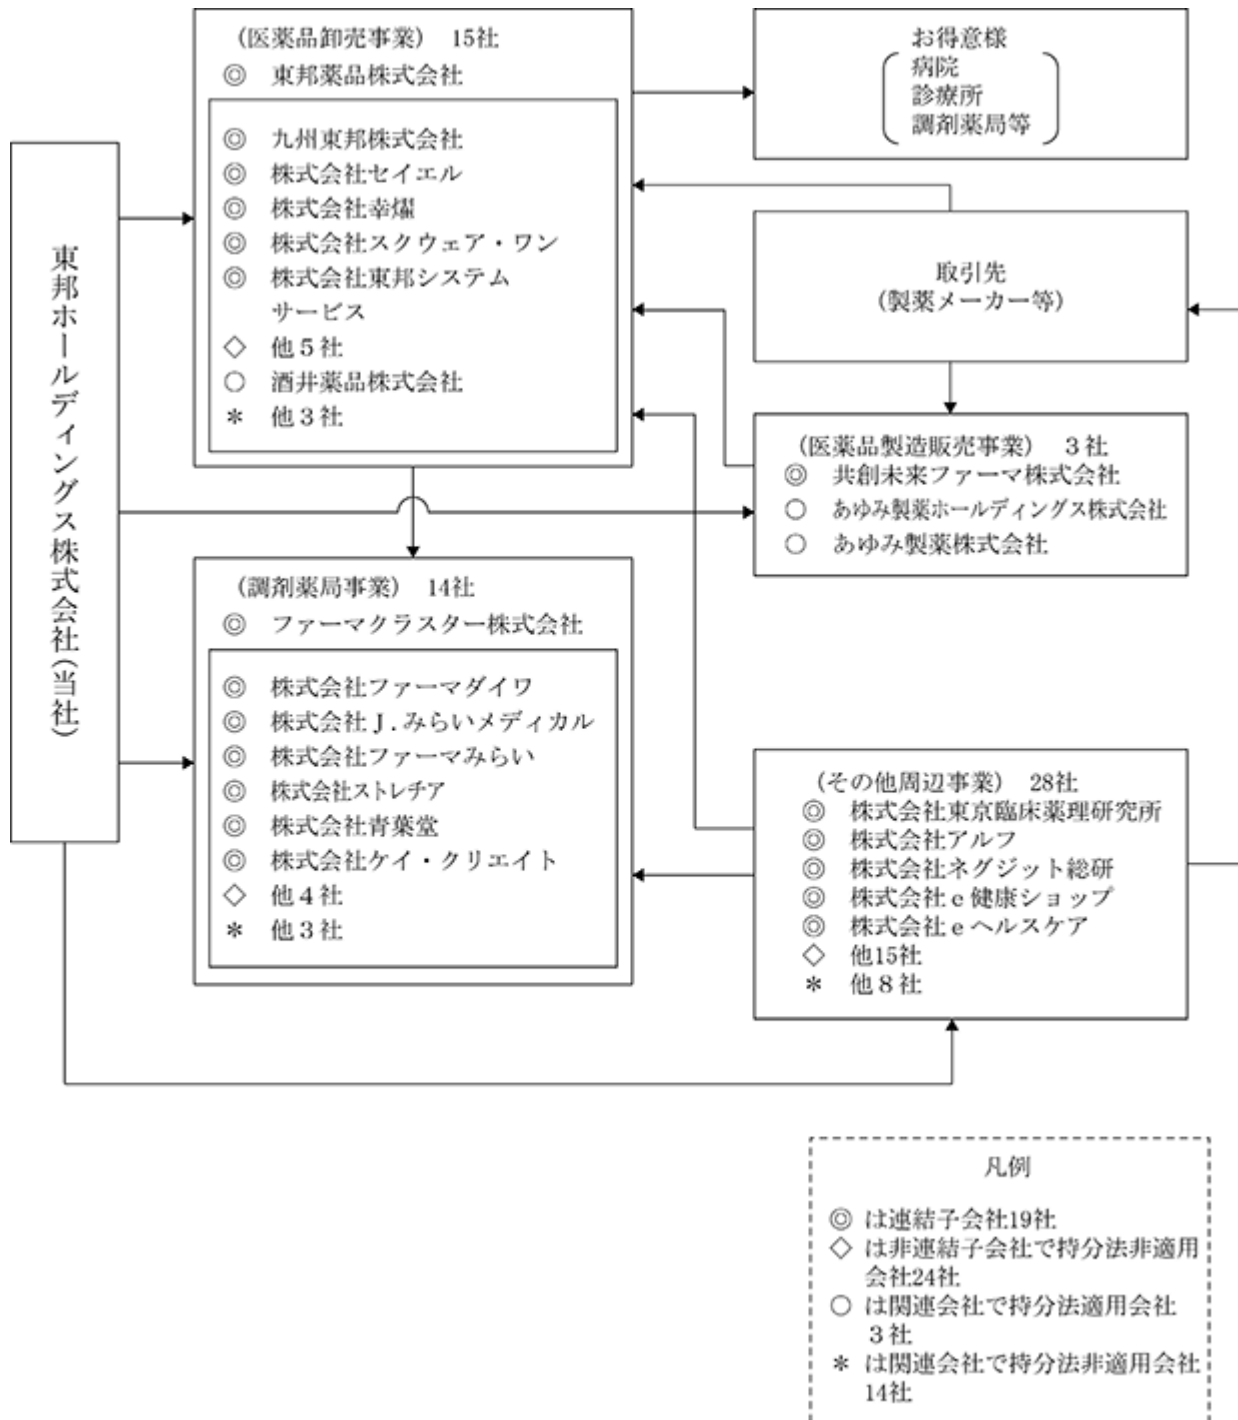 東邦ホールディングス株式会社(当社)
(医薬品卸売事業) 15社
◎ 東邦薬品株式会社
◎ 九州東邦株式会社
◎ 株式会社セイエル
◎ 株式会社幸燿
◎ 株式会社スクウェア・ワン
◎ 株式会社東邦システム
サービス
◇ 他5社
○ 酒井薬品株式会社
* 他3社
(調剤薬局事業) 14社
◎ ファーマクラスター株式会社
◎ 株式会社ファーマダイワ
◎ 株式会社J.みらいメディカル
◎ 株式会社ファーマみらい
◎ 株式会社ストレチア
◎ 株式会社青葉堂
◎ 株式会社ケイ・クリエイト
◇ 他4社
* 他3社
お得意様
病院
診療所
調剤薬局等
取引先
(製薬メーカー等)
(医薬品製造販売事業) 3社
◎ 共創未来ファーマ株式会社
○ あゆみ製薬ホールディングス株式会社
○ あゆみ製薬株式会社
(その他周辺事業) 28社
◎ 株式会社東京臨床薬理研究所
◎ 株式会社アルフ
◎ 株式会社ネグジット総研
◎ 株式会社e健康ショップ
◎ 株式会社eヘルスケア
◇ 他15社
* 他8社
凡例
◎ は連結子会社19社
◇ は非連結子会社で持分法非適用
会社24社
○ は関連会社で持分法適用会社
3社
* は関連会社で持分法非適用会社
14社